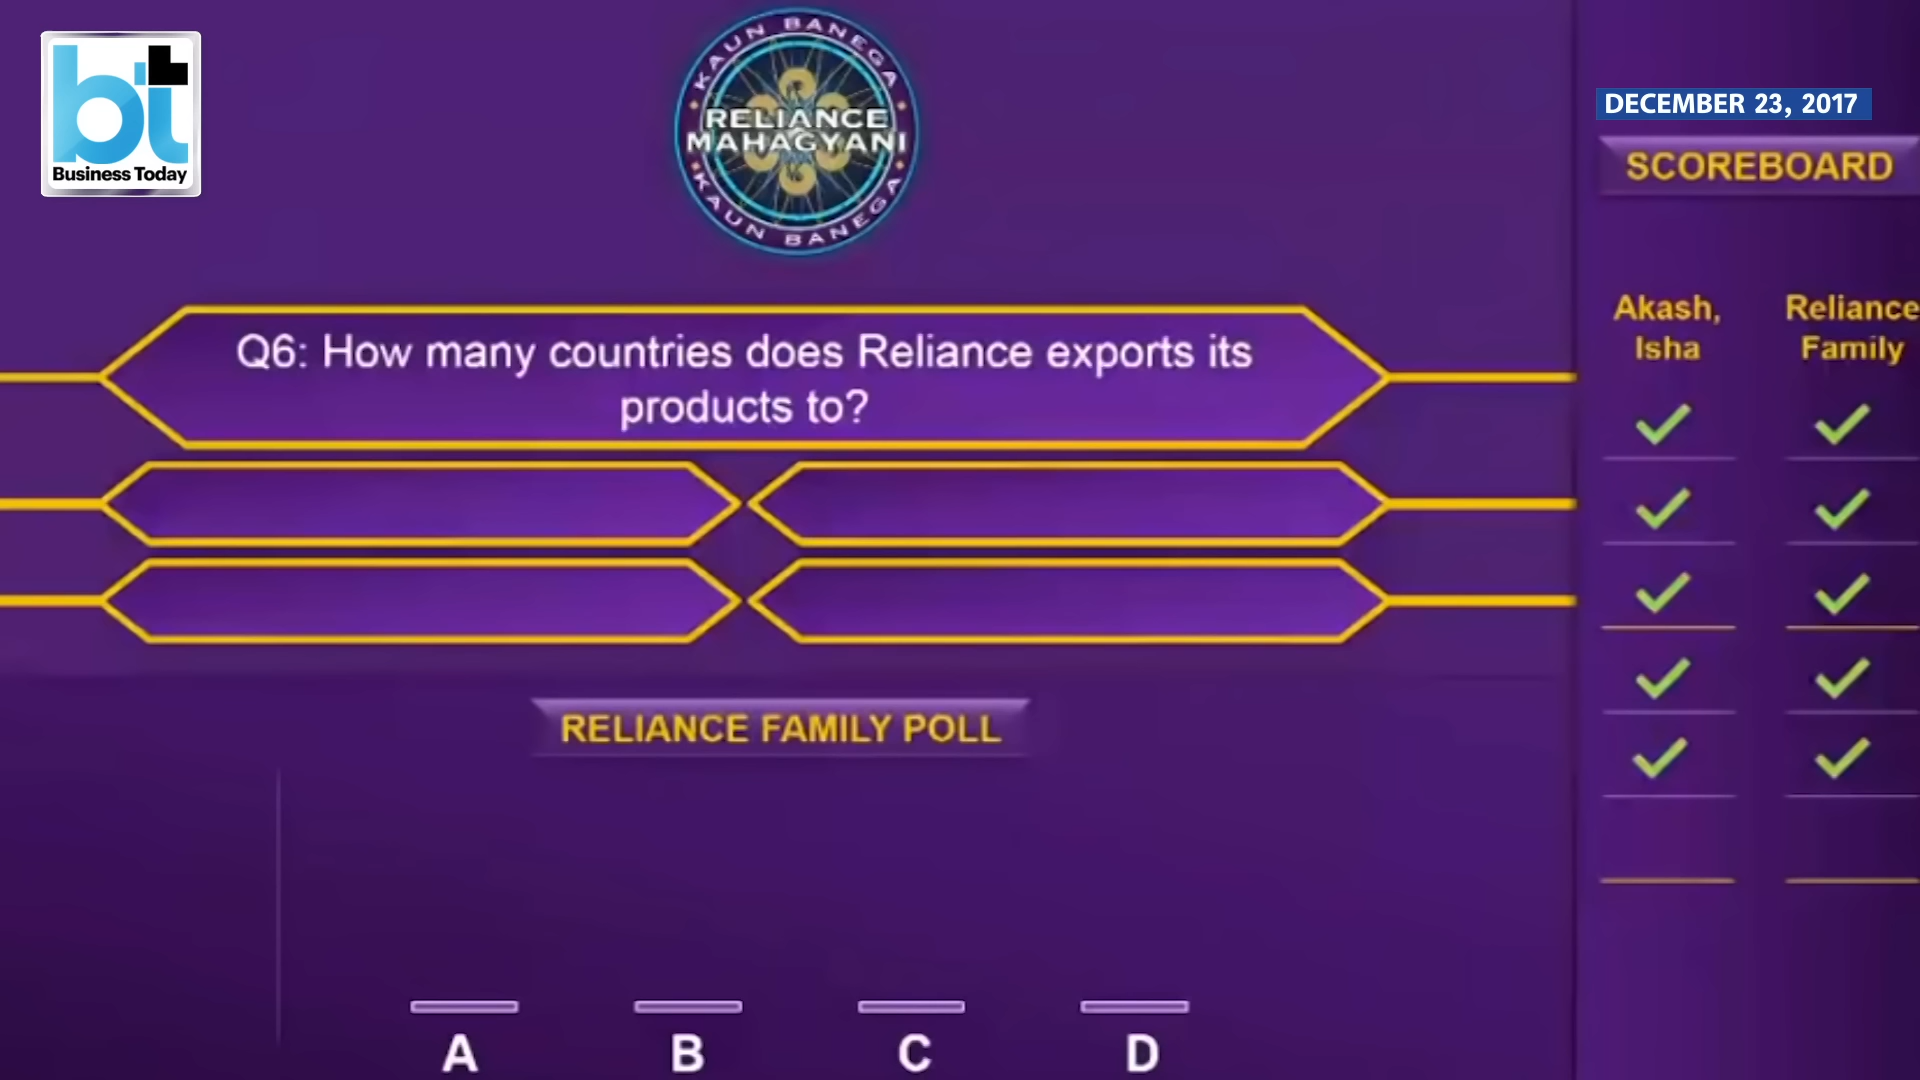 bt
Business Today
KAUN BANEGA
RELIANCE
MAHAGYANI
KAUN BANEGA
DECEMBER 23, 2017
SCOREBOARD
Akash,
Isha
Reliance
Family
Q6: How many countries does Reliance exports its
products to?
RELIANCE FAMILY POLL
A
B
C
D